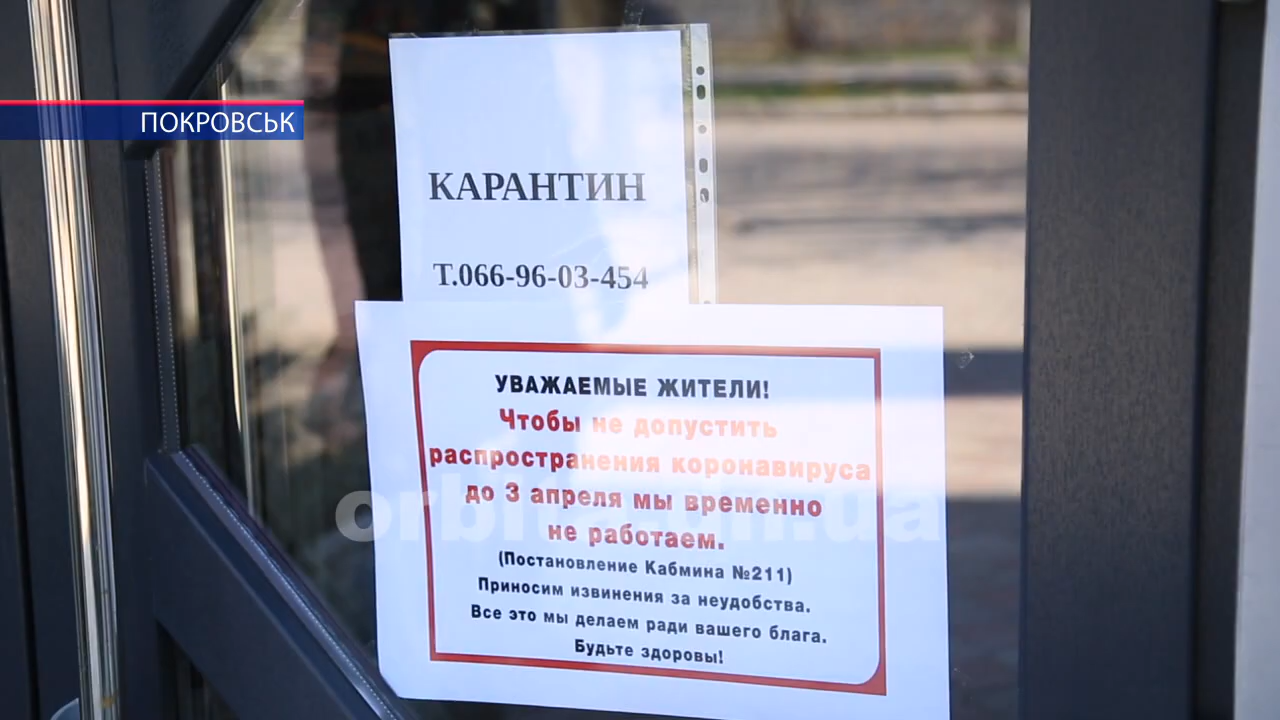 ПОКРОВСЬК
КАРАНТИН
Т.066-96-03-454
УВАЖАЕМЫЕ ЖИТЕЛИ!
Чтобы не допустить
распространения коронавируса
до 3 апреля мы временно
не работаем.
(Постановление Кабмина №211)
Приносим извинения за неудобства.
Все это мы делаем ради вашего блага.
Будьте здоровы!